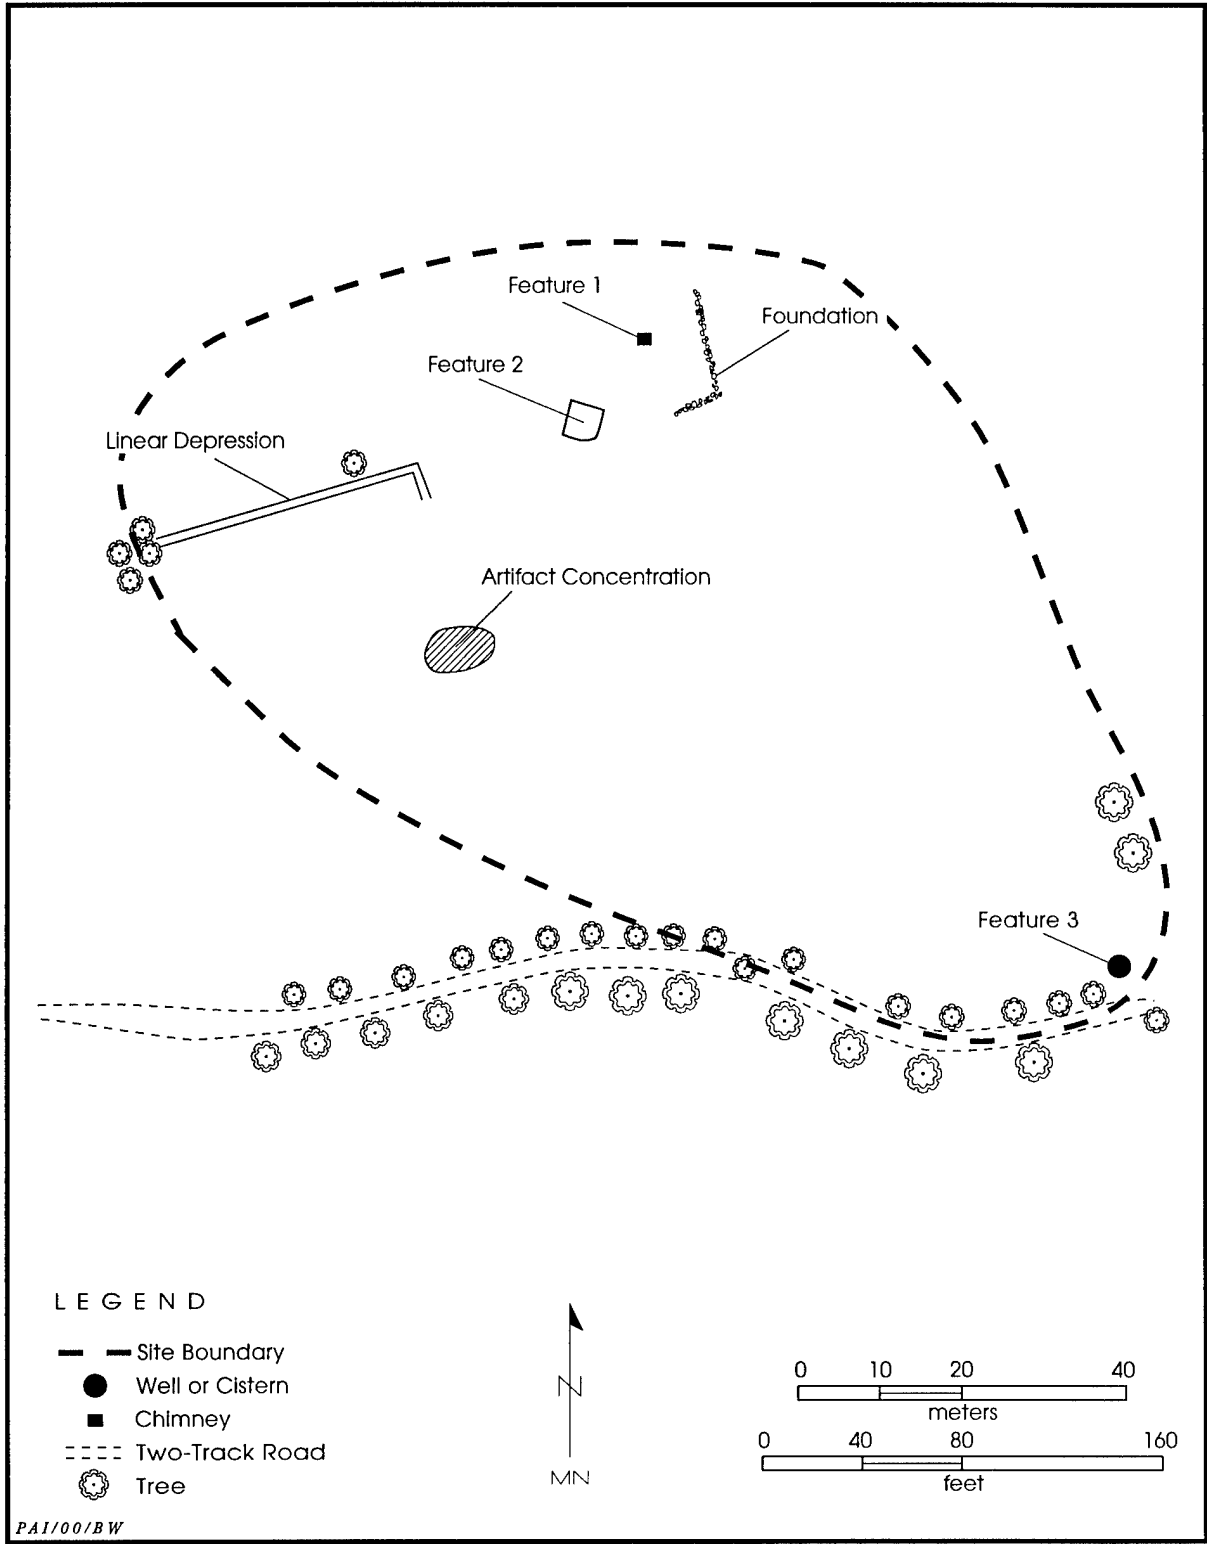 Feature 1
Foundation
Feature 2
Linear Depression
Artifact Concentration
Feature 3
LEGEND
Site Boundary
Well or Cistern
Chimney
Two-Track Road
Tree
N
MN
0 10 20 40
meters
0 40 80 160
feet
PAI/00/BW